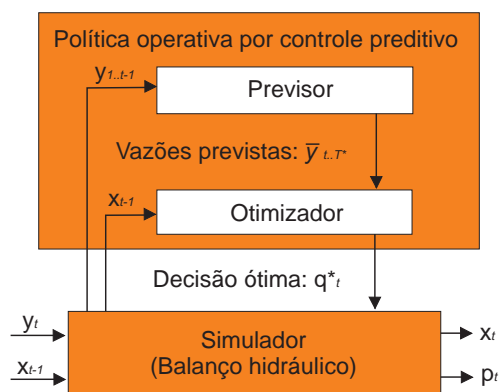 Política operativa por controle preditivo
y1..t-1
Previsor
Vazões previstas: y̅ t..T*
xt-1
Otimizador
Decisão ótima: q*t
yt
xt-1
Simulador
(Balanço hidráulico)
xt
pt